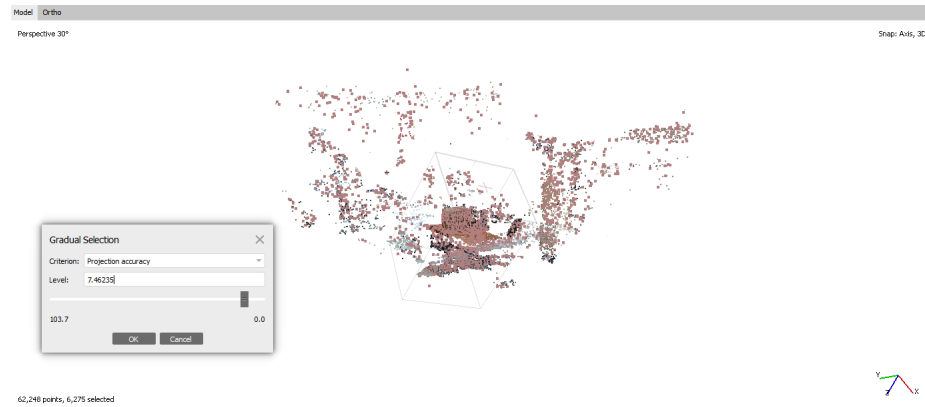 Model Ortho
Perspective 30°
Snap: Axis, 3D
Gradual Selection
Criterion: Projection accuracy
Level: 7.46235
103.7 0.0
OK Cancel
Y
Z X
62,248 points, 6,275 selected